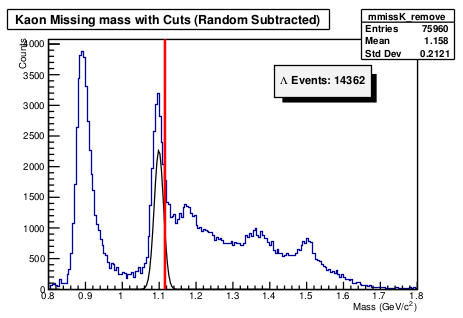 Kaon Missing mass with Cuts (Random Subtracted)
mmissK_remove
Entries 75960
Mean 1.158
Std Dev 0.2121
Counts
4000
3500
3000
2500
2000
1500
1000
500
0
Λ Events: 14362
0.8 0.9 1 1.1 1.2 1.3 1.4 1.5 1.6 1.7 1.8
Mass (GeV/c²)